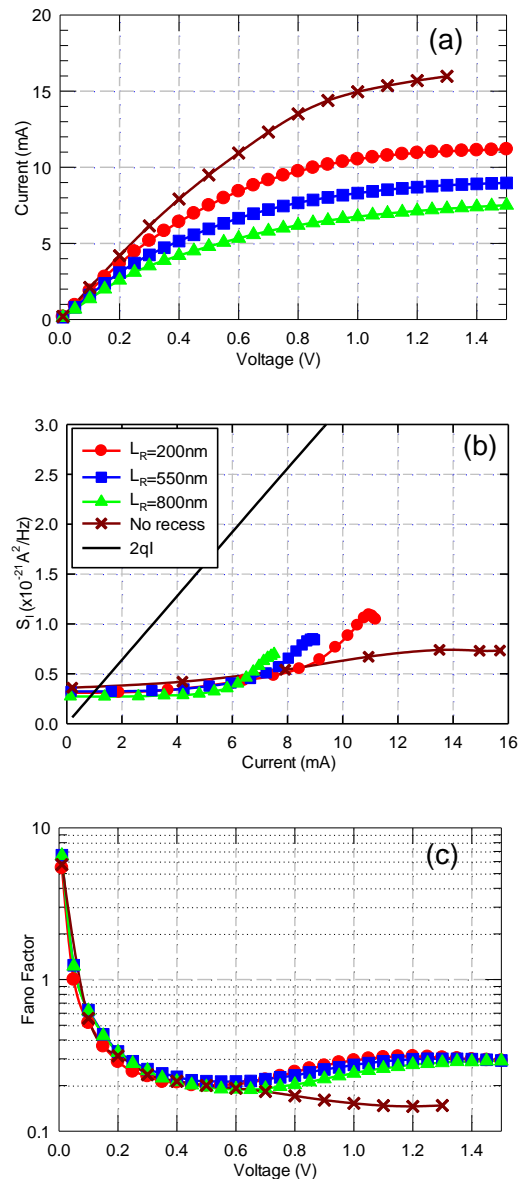 20
15
10
5
0
Current (mA)
(a)
0.0 0.2 0.4 0.6 0.8 1.0 1.2 1.4
Voltage (V)
3.0
2.5
2.0
1.5
1.0
0.5
0.0
S_I (x10^-21 A^2/Hz)
(b)
L_R=200nm
L_R=550nm
L_R=800nm
No recess
2qI
0 2 4 6 8 10 12 14 16
Current (mA)
10
1
0.1
Fano Factor
(c)
0.0 0.2 0.4 0.6 0.8 1.0 1.2 1.4
Voltage (V)